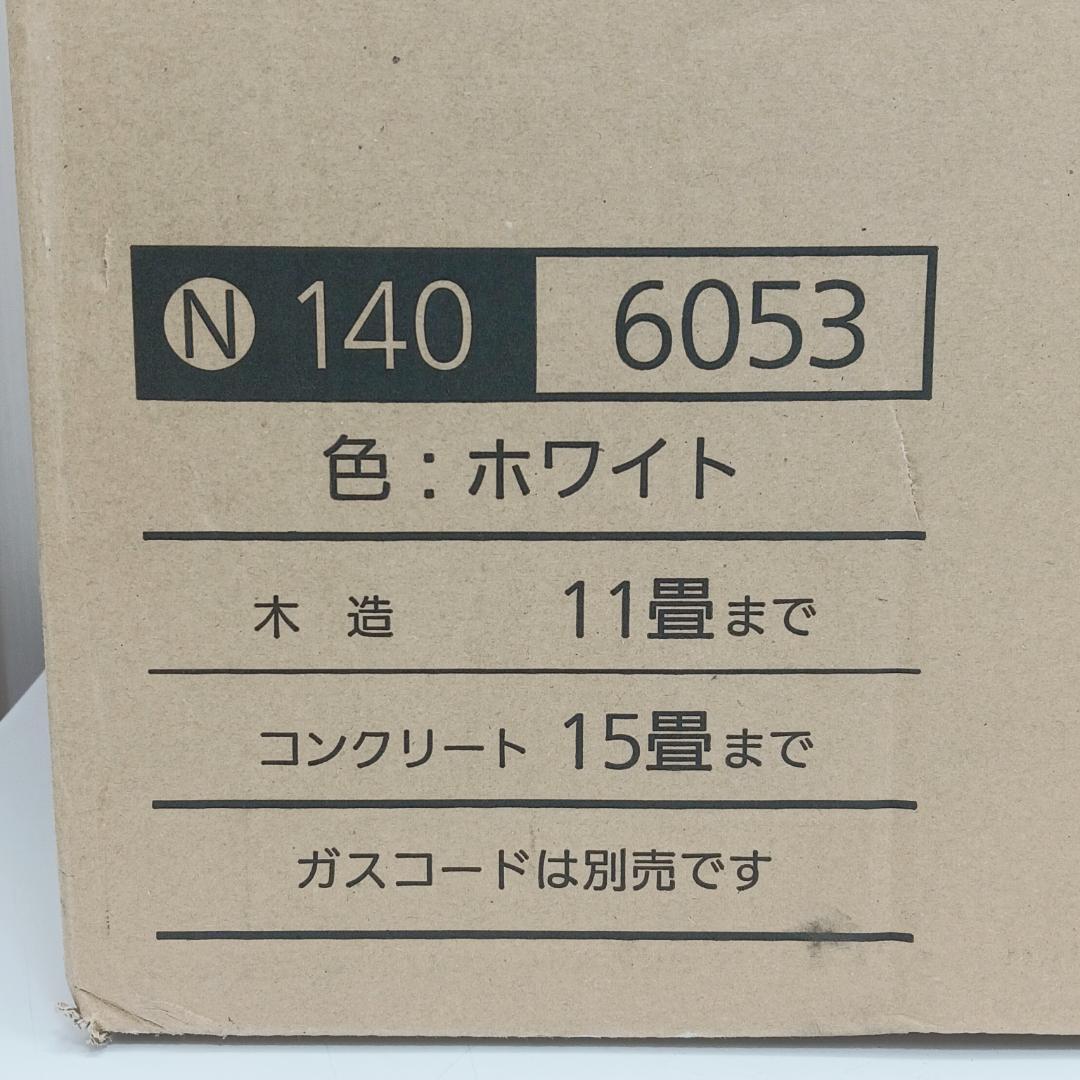 Ⓝ 140 6053
色：ホワイト
木 造 11畳まで
コンクリート 15畳まで
ガスコードは別売です